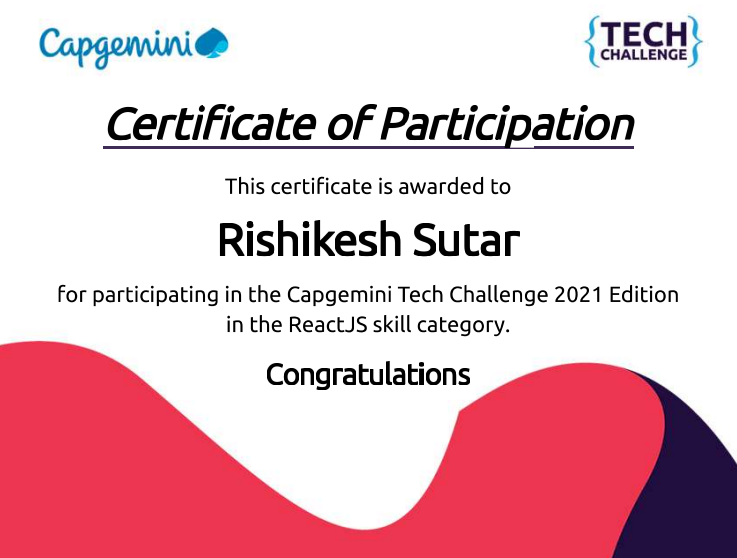 Capgemini
{TECH
CHALLENGE}
Certificate of Participation
This certificate is awarded to
Rishikesh Sutar
for participating in the Capgemini Tech Challenge 2021 Edition
in the ReactJS skill category.
Congratulations